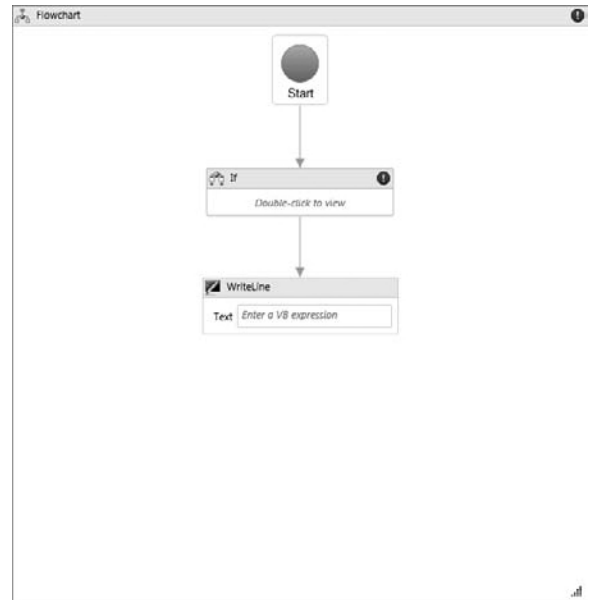 Flowchart
Start
If
Double-click to view
WriteLine
Text Enter a VB expression